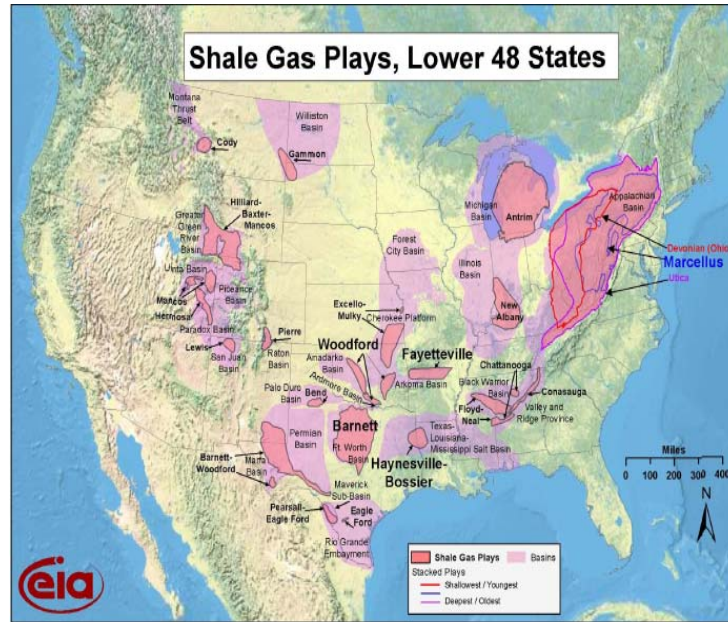 Shale Gas Plays, Lower 48 States
Montana
Thrust
Belt
Cody
Williston
Basin
Gammon
Hilliard-
Baxter-
Mancos
Greater
Green
River
Basin
Uinta Basin
Mancos
Piceance
Basin
Hermosa
Paradox Basin
Lewis
San Juan
Basin
Pierre
Raton
Basin
Michigan
Basin
Antrim
Appalachian
Basin
Devonian (Ohio
Marcellus
Utica
Forest
City Basin
Illinois
Basin
New
Albany
Excello-
Mulky
Cherokee Platform
Woodford
Anadarko
Basin
Ardmore Basin
Fayetteville
Arkoma Basin
Palo Duro
Basin
Bend
Chattanooga
Black Warrior
Basin
Conasauga
Floyd-
Neal
Valley and
Ridge Province
Barnett
Ft. Worth
Basin
Permian
Basin
Barnett-
Woodford
Marfa
Basin
Texas-
Louisiana-
Mississippi Salt Basin
Haynesville-
Bossier
Maverick
Sub-Basin
Pearsall-
Eagle Ford
Eagle
Ford
Rio Grande
Embayment
Miles
0 100 200 300 400
N
Shale Gas Plays
Basins
Stacked Plays
Shallowest / Youngest
Deepest / Oldest
eia